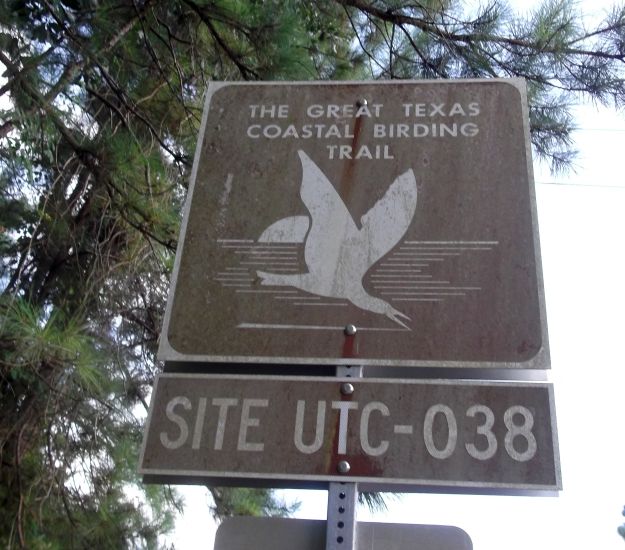 THE GREAT TEXAS
COASTAL BIRDING
TRAIL
SITE UTC-038